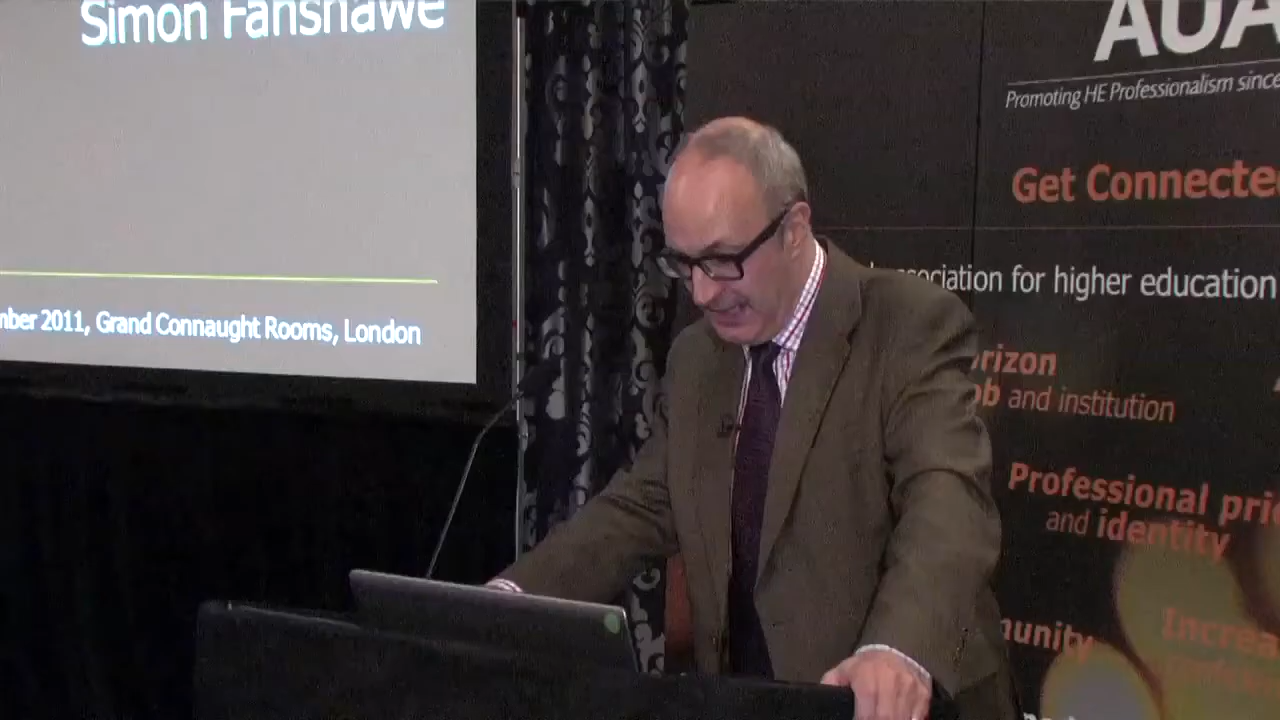 Simon Fanshawe
mber 2011, Grand Connaught Rooms, London
AUA
Promoting HE Professionalism since
Get Connecte
association for higher education
rizon
ob and institution
Professional pri
and identity
unity
Increa